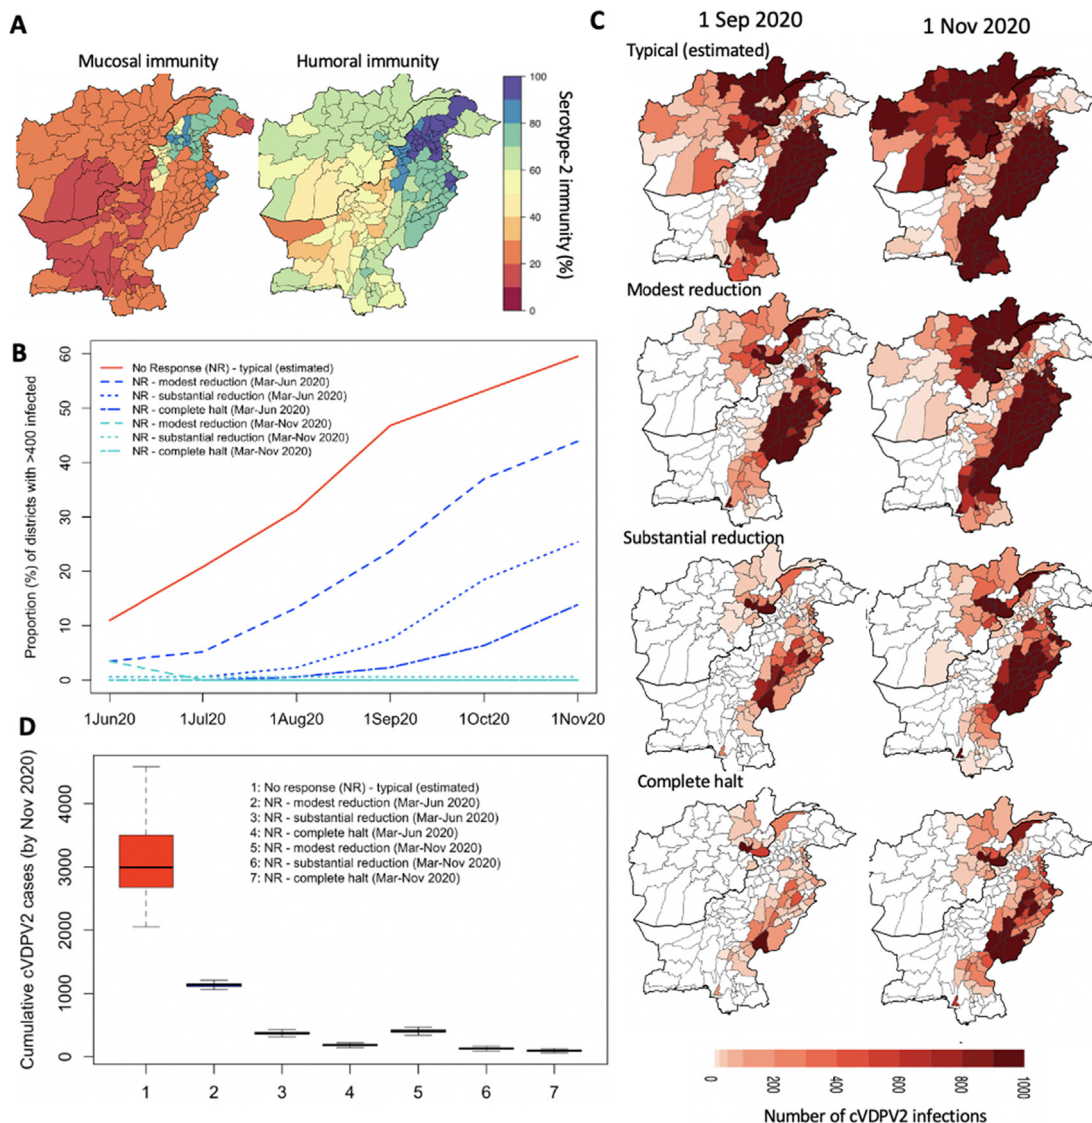 A
Mucosal immunity
Humoral immunity
100
80
60
40
20
0
Serotype-2 immunity (%)
B
Proportion (%) of districts with >400 infected
60
50
40
30
20
10
0
No Response (NR) - typical (estimated)
NR - modest reduction (Mar-Jun 2020)
NR - substantial reduction (Mar-Jun 2020)
NR - complete halt (Mar-Jun 2020)
NR - modest reduction (Mar-Nov 2020)
NR - substantial reduction (Mar-Nov 2020)
NR - complete halt (Mar-Nov 2020)
1Jun20
1Jul20
1Aug20
1Sep20
1Oct20
1Nov20
C
1 Sep 2020
1 Nov 2020
Typical (estimated)
Modest reduction
Substantial reduction
Complete halt
0
200
400
600
800
1000
Number of cVDPV2 infections
D
Cumulative cVDPV2 cases (by Nov 2020)
4000
3000
2000
1000
0
1: No response (NR) - typical (estimated)
2: NR - modest reduction (Mar-Jun 2020)
3: NR - substantial reduction (Mar-Jun 2020)
4: NR - complete halt (Mar-Jun 2020)
5: NR - modest reduction (Mar-Nov 2020)
6: NR - substantial reduction (Mar-Nov 2020)
7: NR - complete halt (Mar-Nov 2020)
1
2
3
4
5
6
7